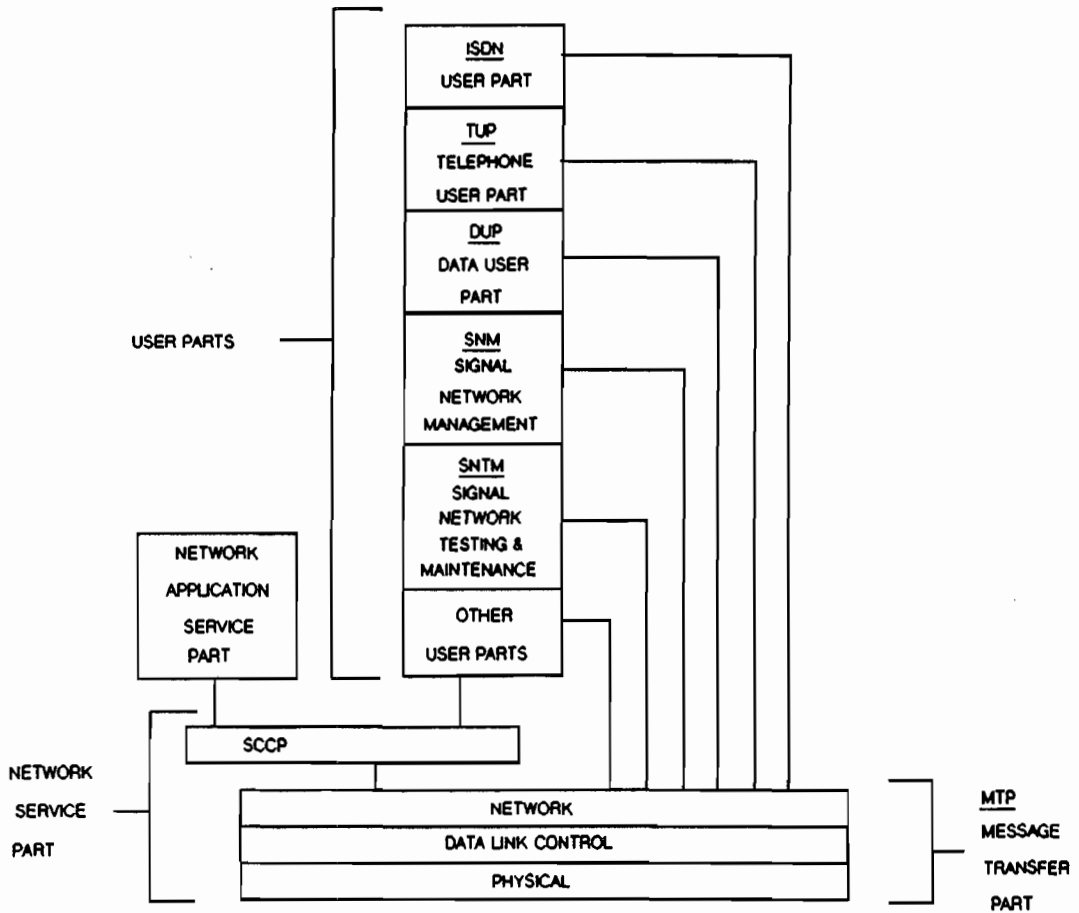 ISDN
USER PART
TUP
TELEPHONE
USER PART
DUP
DATA USER
PART
USER PARTS
SNM
SIGNAL
NETWORK
MANAGEMENT
SNTM
SIGNAL
NETWORK
TESTING &
MAINTENANCE
OTHER
USER PARTS
NETWORK
APPLICATION
SERVICE
PART
SCCP
NETWORK
SERVICE
PART
NETWORK
DATA LINK CONTROL
PHYSICAL
MTP
MESSAGE
TRANSFER
PART